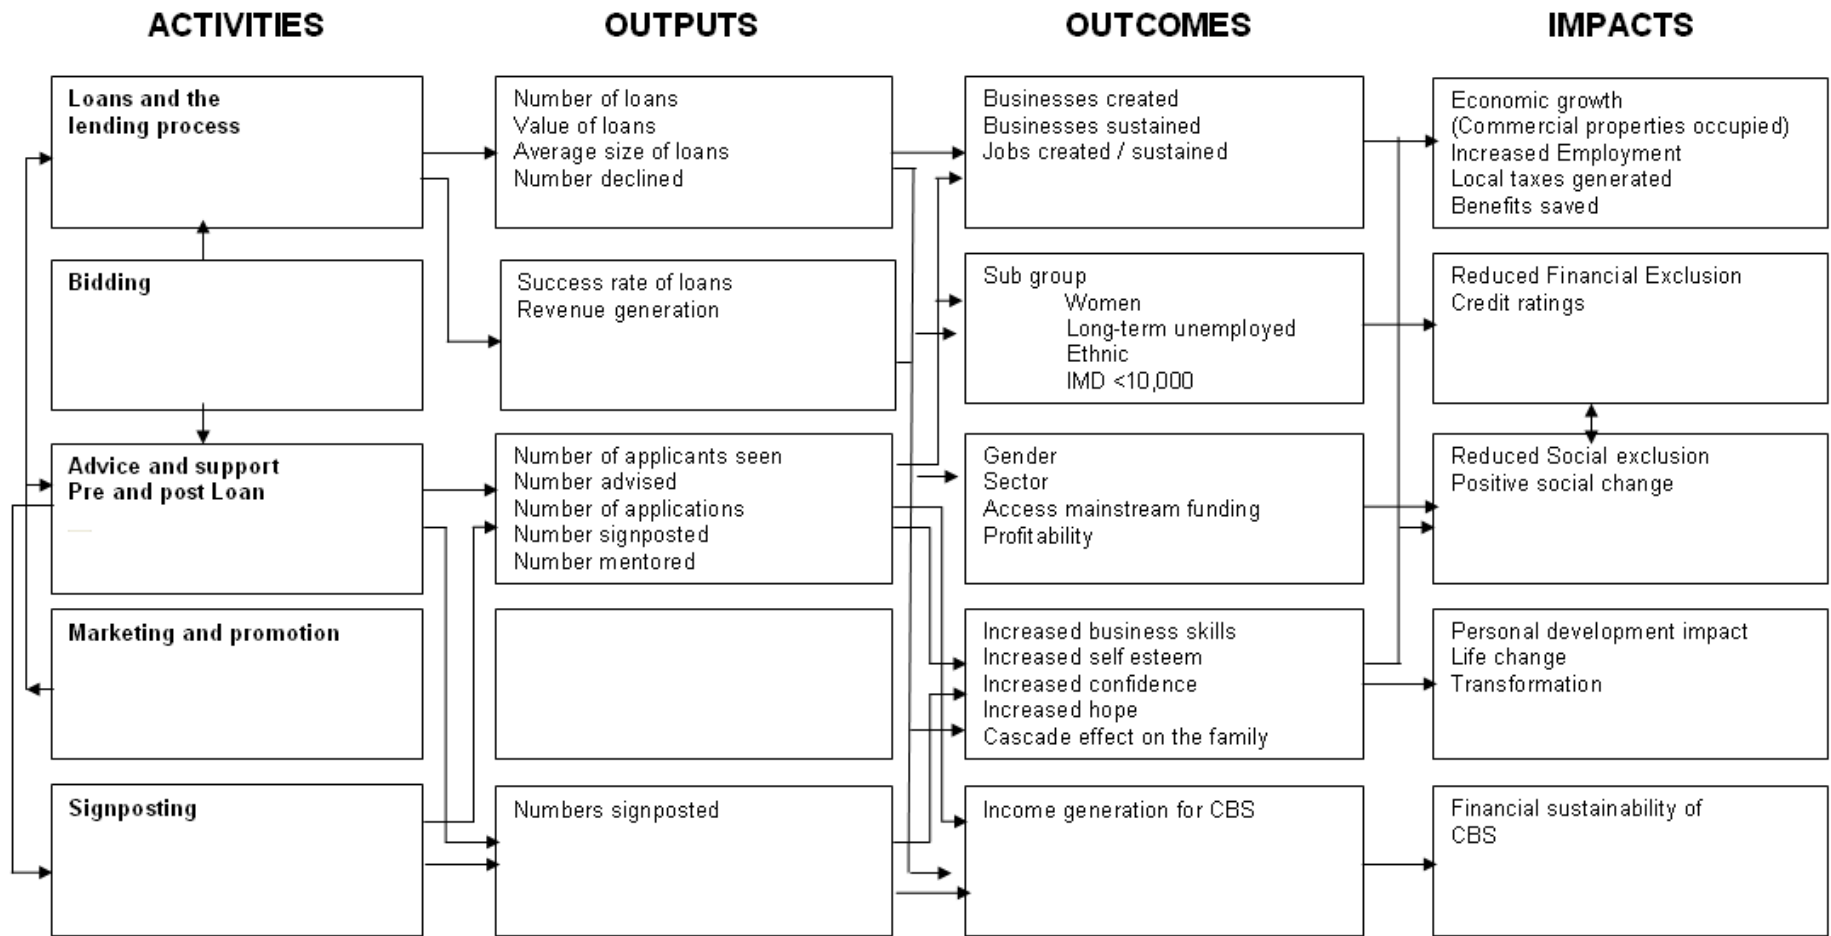 ACTIVITIES
OUTPUTS
OUTCOMES
IMPACTS
Loans and the
lending process
Number of loans
Value of loans
Average size of loans
Number declined
Businesses created
Businesses sustained
Jobs created / sustained
Economic growth
(Commercial properties occupied)
Increased Employment
Local taxes generated
Benefits saved
Bidding
Success rate of loans
Revenue generation
Sub group
Women
Long-term unemployed
Ethnic
IMD <10,000
Reduced Financial Exclusion
Credit ratings
Advice and support
Pre and post Loan
Number of applicants seen
Number advised
Number of applications
Number signposted
Number mentored
Gender
Sector
Access mainstream funding
Profitability
Reduced Social exclusion
Positive social change
Marketing and promotion
Increased business skills
Increased self esteem
Increased confidence
Increased hope
Cascade effect on the family
Personal development impact
Life change
Transformation
Signposting
Numbers signposted
Income generation for CBS
Financial sustainability of
CBS